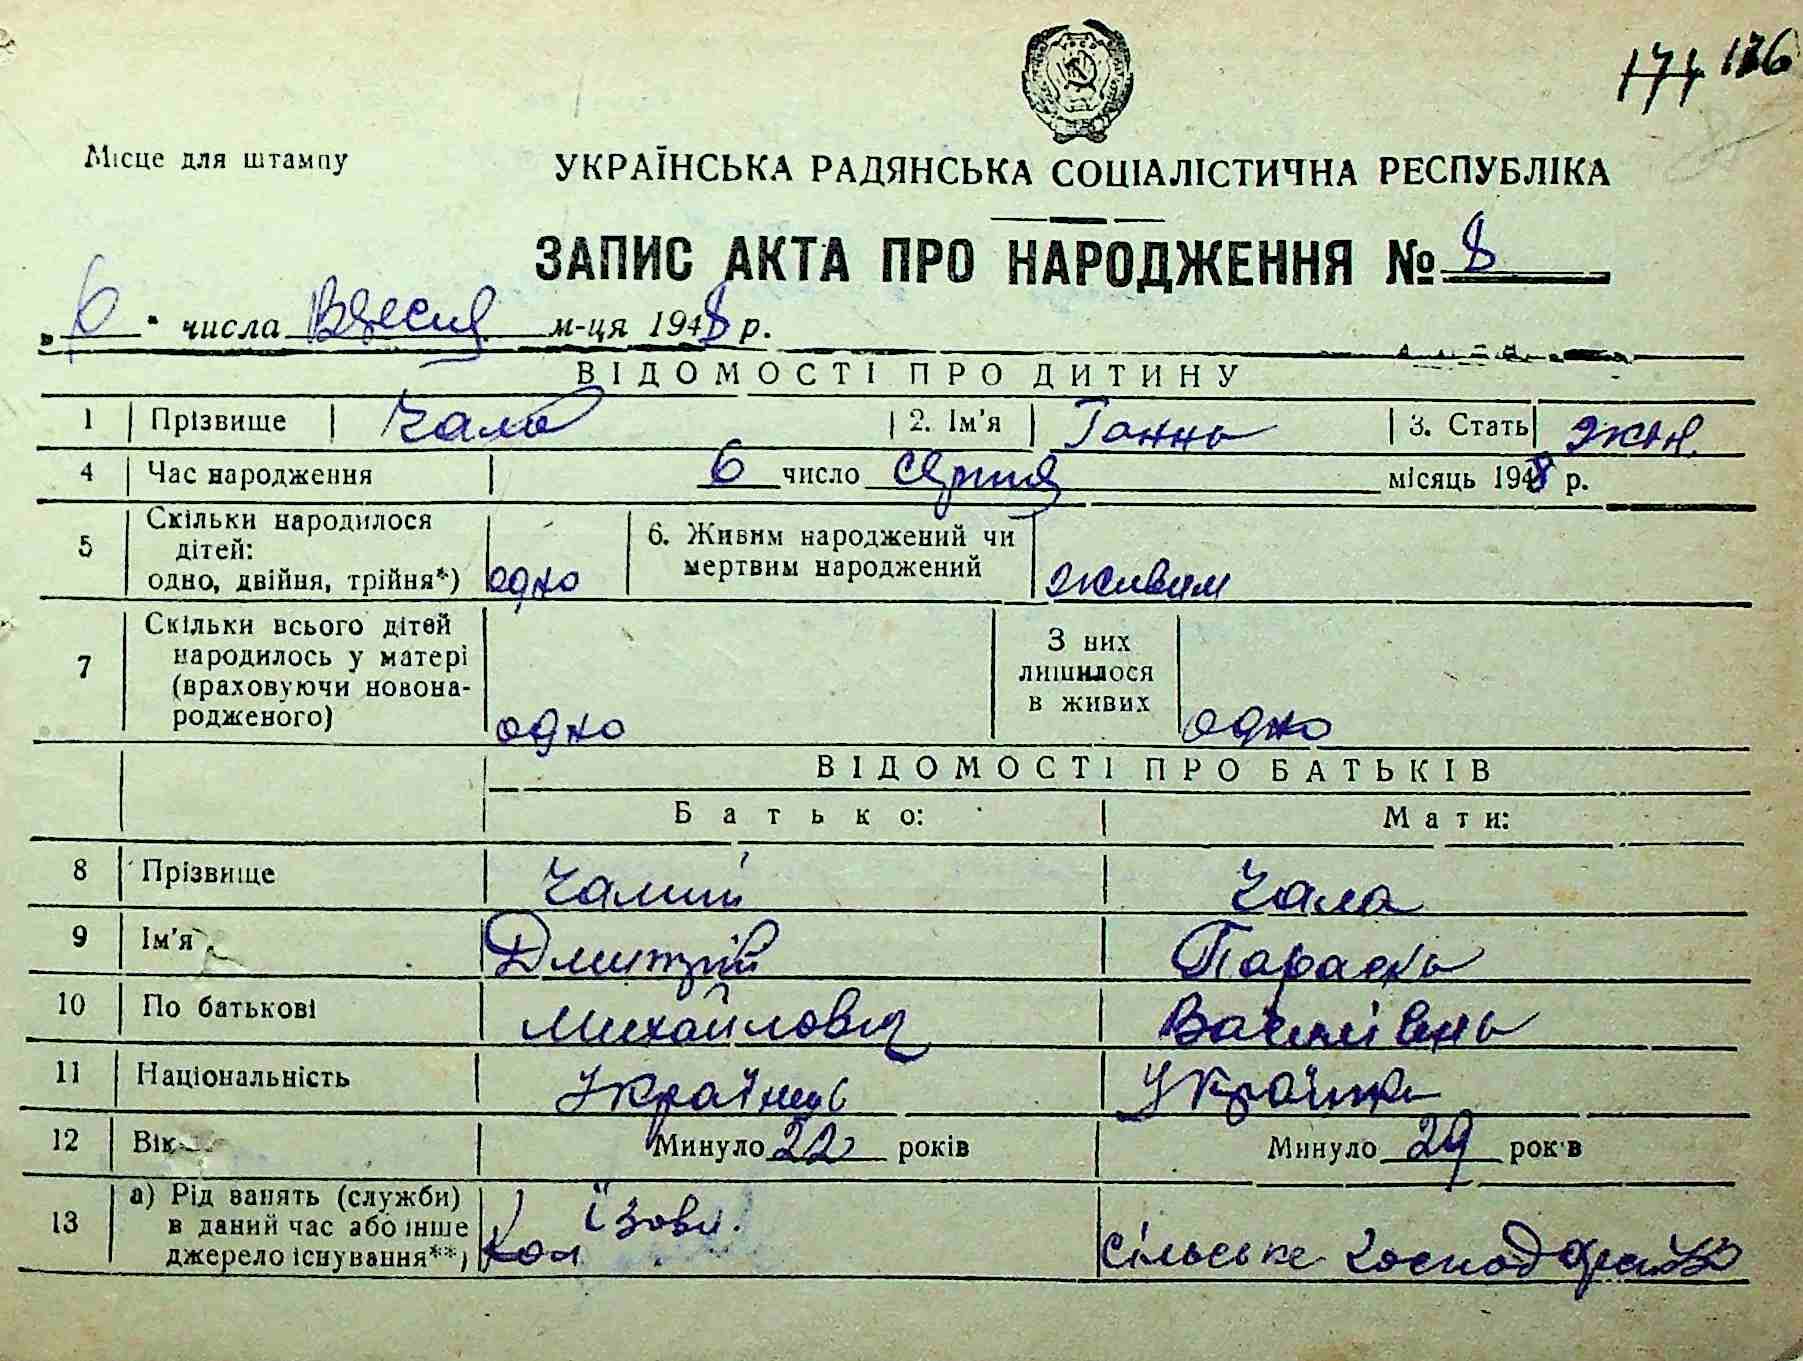 174 136
Місце для штампу
УКРАЇНСЬКА РАДЯНСЬКА СОЦІАЛІСТИЧНА РЕСПУБЛІКА
ЗАПИС АКТА ПРО НАРОДЖЕННЯ № 8
„6" числа Вересня м-ця 1948 р.
ВІДОМОСТІ ПРО ДИТИНУ
1 Прізвище Чала 2. Ім'я Ганна 3. Стать жін.
4 Час народження 6 число серпня місяць 1948 р.
5 Скільки народилося дітей: одно, двійня, трійня*) одно 6. Живим народжений чи мертвим народжений живим
7 Скільки всього дітей народилось у матері (враховуючи новонародженого) одно З них лишилося в живих одно
ВІДОМОСТІ ПРО БАТЬКІВ
Батько: Мати:
8 Прізвище Чалий Чала
9 Ім'я Дмитрій Параска
10 По батькові Михайлович Василівна
11 Національність Українець Українка
12 Вік Минуло 22 років Минуло 29 років
13 а) Рід занять (служби) в даний час або інше джерело існування**) сільське господарство